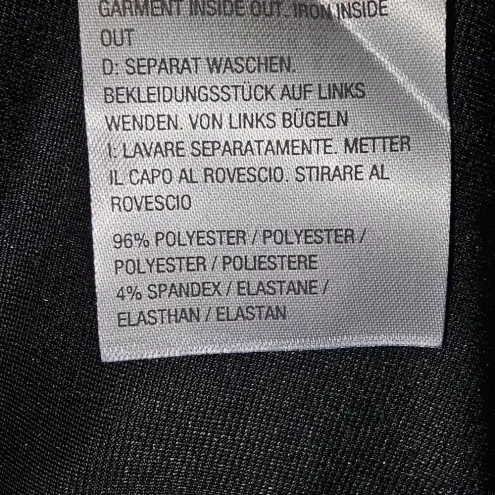 GARMENT INSIDE OUT. IRON INSIDE
OUT
D: SEPARAT WASCHEN.
BEKLEIDUNGSSTÜCK AUF LINKS
WENDEN. VON LINKS BÜGELN
I: LAVARE SEPARATAMENTE. METTER
IL CAPO AL ROVESCIO. STIRARE AL
ROVESCIO
96% POLYESTER / POLYESTER /
POLYESTER / POLIESTERE
4% SPANDEX / ELASTANE /
ELASTHAN / ELASTAN